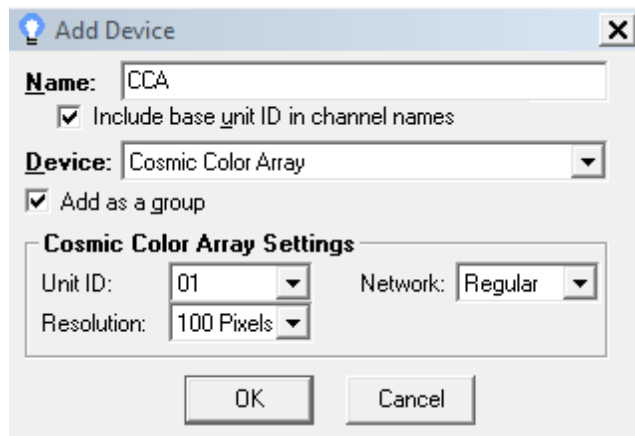 Add Device
Name: CCA
Include base unit ID in channel names
Device: Cosmic Color Array
Add as a group
Cosmic Color Array Settings
Unit ID: 01 Network: Regular
Resolution: 100 Pixels
OK Cancel